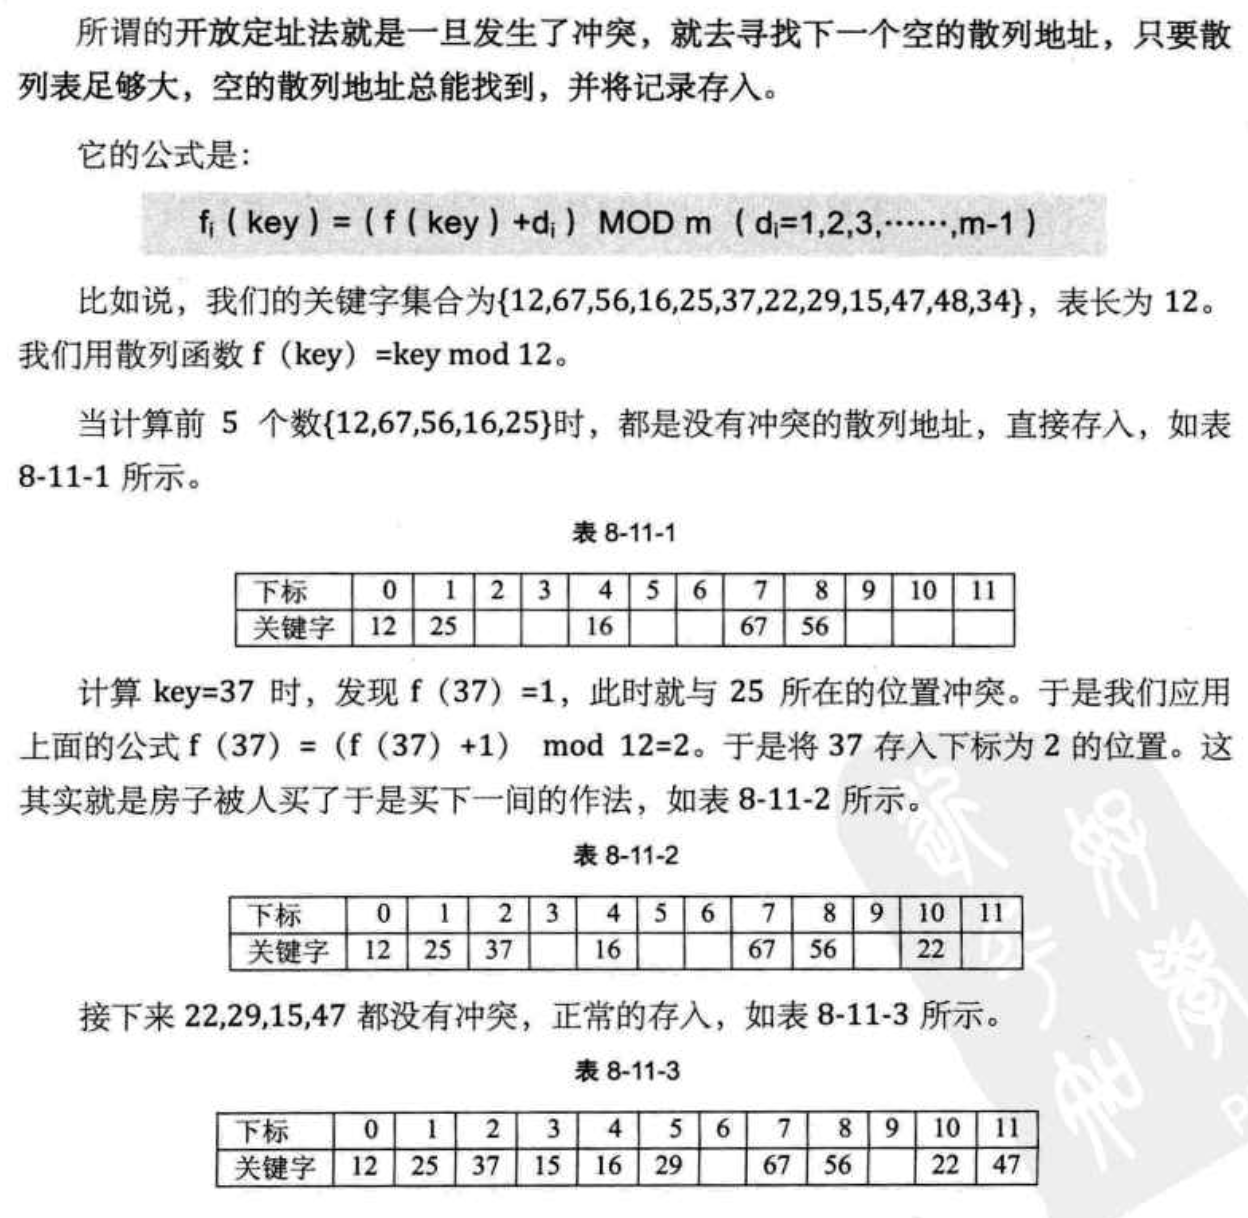 所谓的开放定址法就是一旦发生了冲突，就去寻找下一个空的散列地址，只要散
列表足够大，空的散列地址总能找到，并将记录存入。
它的公式是：
fi（key）=（f（key）+di） MOD m （di=1,2,3,……,m-1）
比如说，我们的关键字集合为{12,67,56,16,25,37,22,29,15,47,48,34}，表长为 12。
我们用散列函数 f（key）=key mod 12。
当计算前 5 个数{12,67,56,16,25}时，都是没有冲突的散列地址，直接存入，如表
8-11-1 所示。
表 8-11-1
下标 0 1 2 3 4 5 6 7 8 9 10 11
关键字 12 25 16 67 56
计算 key=37 时，发现 f（37）=1，此时就与 25 所在的位置冲突。于是我们应用
上面的公式 f（37）=（f（37）+1） mod 12=2。于是将 37 存入下标为 2 的位置。这
其实就是房子被人买了于是买下一间的作法，如表 8-11-2 所示。
表 8-11-2
下标 0 1 2 3 4 5 6 7 8 9 10 11
关键字 12 25 37 16 67 56 22
接下来 22,29,15,47 都没有冲突，正常的存入，如表 8-11-3 所示。
表 8-11-3
下标 0 1 2 3 4 5 6 7 8 9 10 11
关键字 12 25 37 15 16 29 67 56 22 47